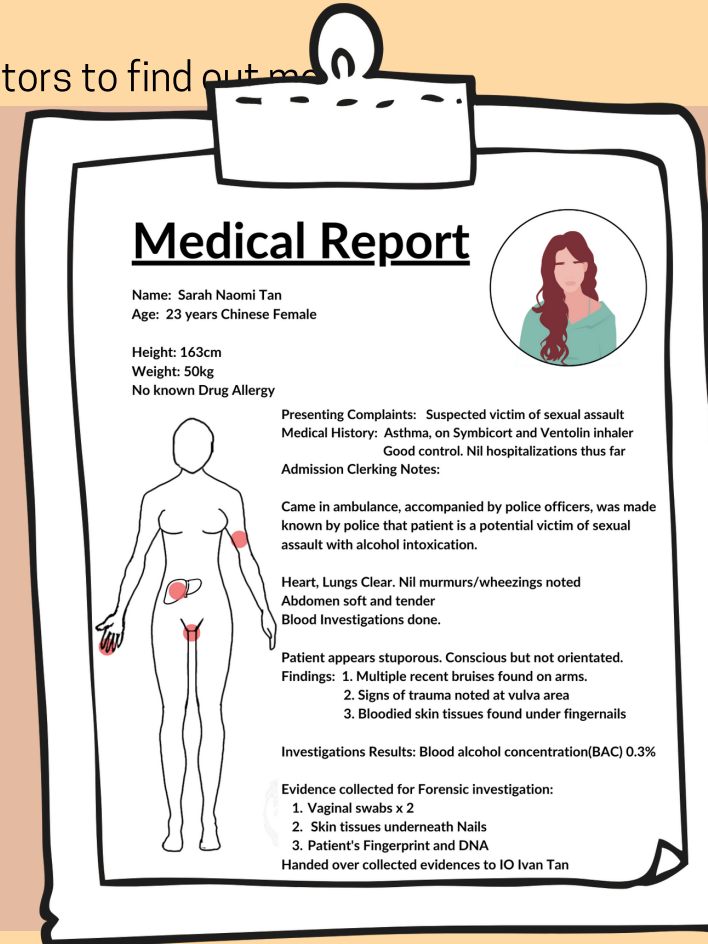 tors to find out
Medical Report
Name: Sarah Naomi Tan
Age: 23 years Chinese Female
Height: 163cm
Weight: 50kg
No known Drug Allergy
Presenting Complaints: Suspected victim of sexual assault
Medical History: Asthma, on Symbicort and Ventolin inhaler
Good control. Nil hospitalizations thus far
Admission Clerking Notes:
Came in ambulance, accompanied by police officers, was made
known by police that patient is a potential victim of sexual
assault with alcohol intoxication.
Heart, Lungs Clear. Nil murmurs/wheezings noted
Abdomen soft and tender
Blood Investigations done.
Patient appears stuporous. Conscious but not orientated.
Findings: 1. Multiple recent bruises found on arms.
2. Signs of trauma noted at vulva area
3. Bloodied skin tissues found under fingernails
Investigations Results: Blood alcohol concentration(BAC) 0.3%
Evidence collected for Forensic investigation:
1. Vaginal swabs x 2
2. Skin tissues underneath Nails
3. Patient's Fingerprint and DNA
Handed over collected evidences to IO Ivan Tan